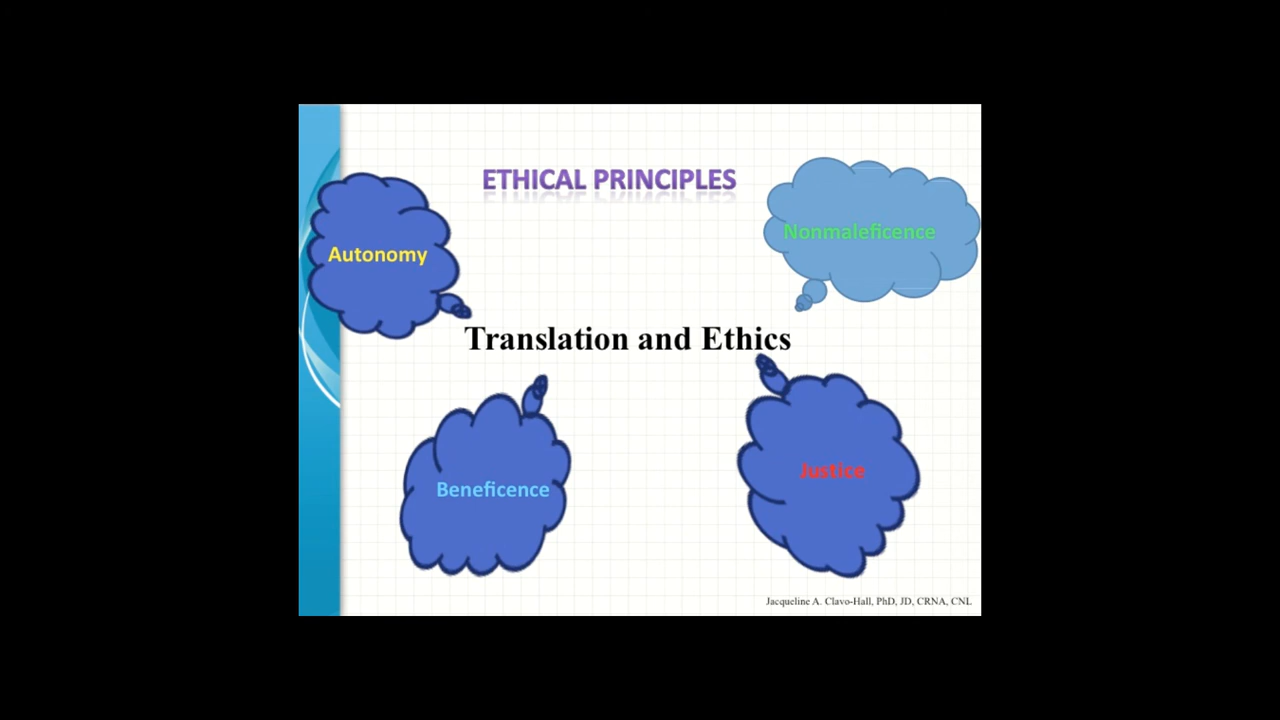 ETHICAL PRINCIPLES
Autonomy
Nonmaleficence
Translation and Ethics
Beneficence
Justice
Jacqueline A. Clavo-Hall, PhD, JD, CRNA, CNL